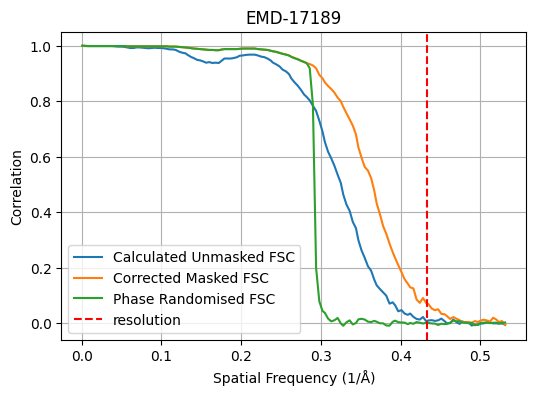 EMD-17189
1.0
0.8
0.6
0.4
0.2
0.0
Correlation
Calculated Unmasked FSC
Corrected Masked FSC
Phase Randomised FSC
resolution
0.0 0.1 0.2 0.3 0.4 0.5
Spatial Frequency (1/Å)